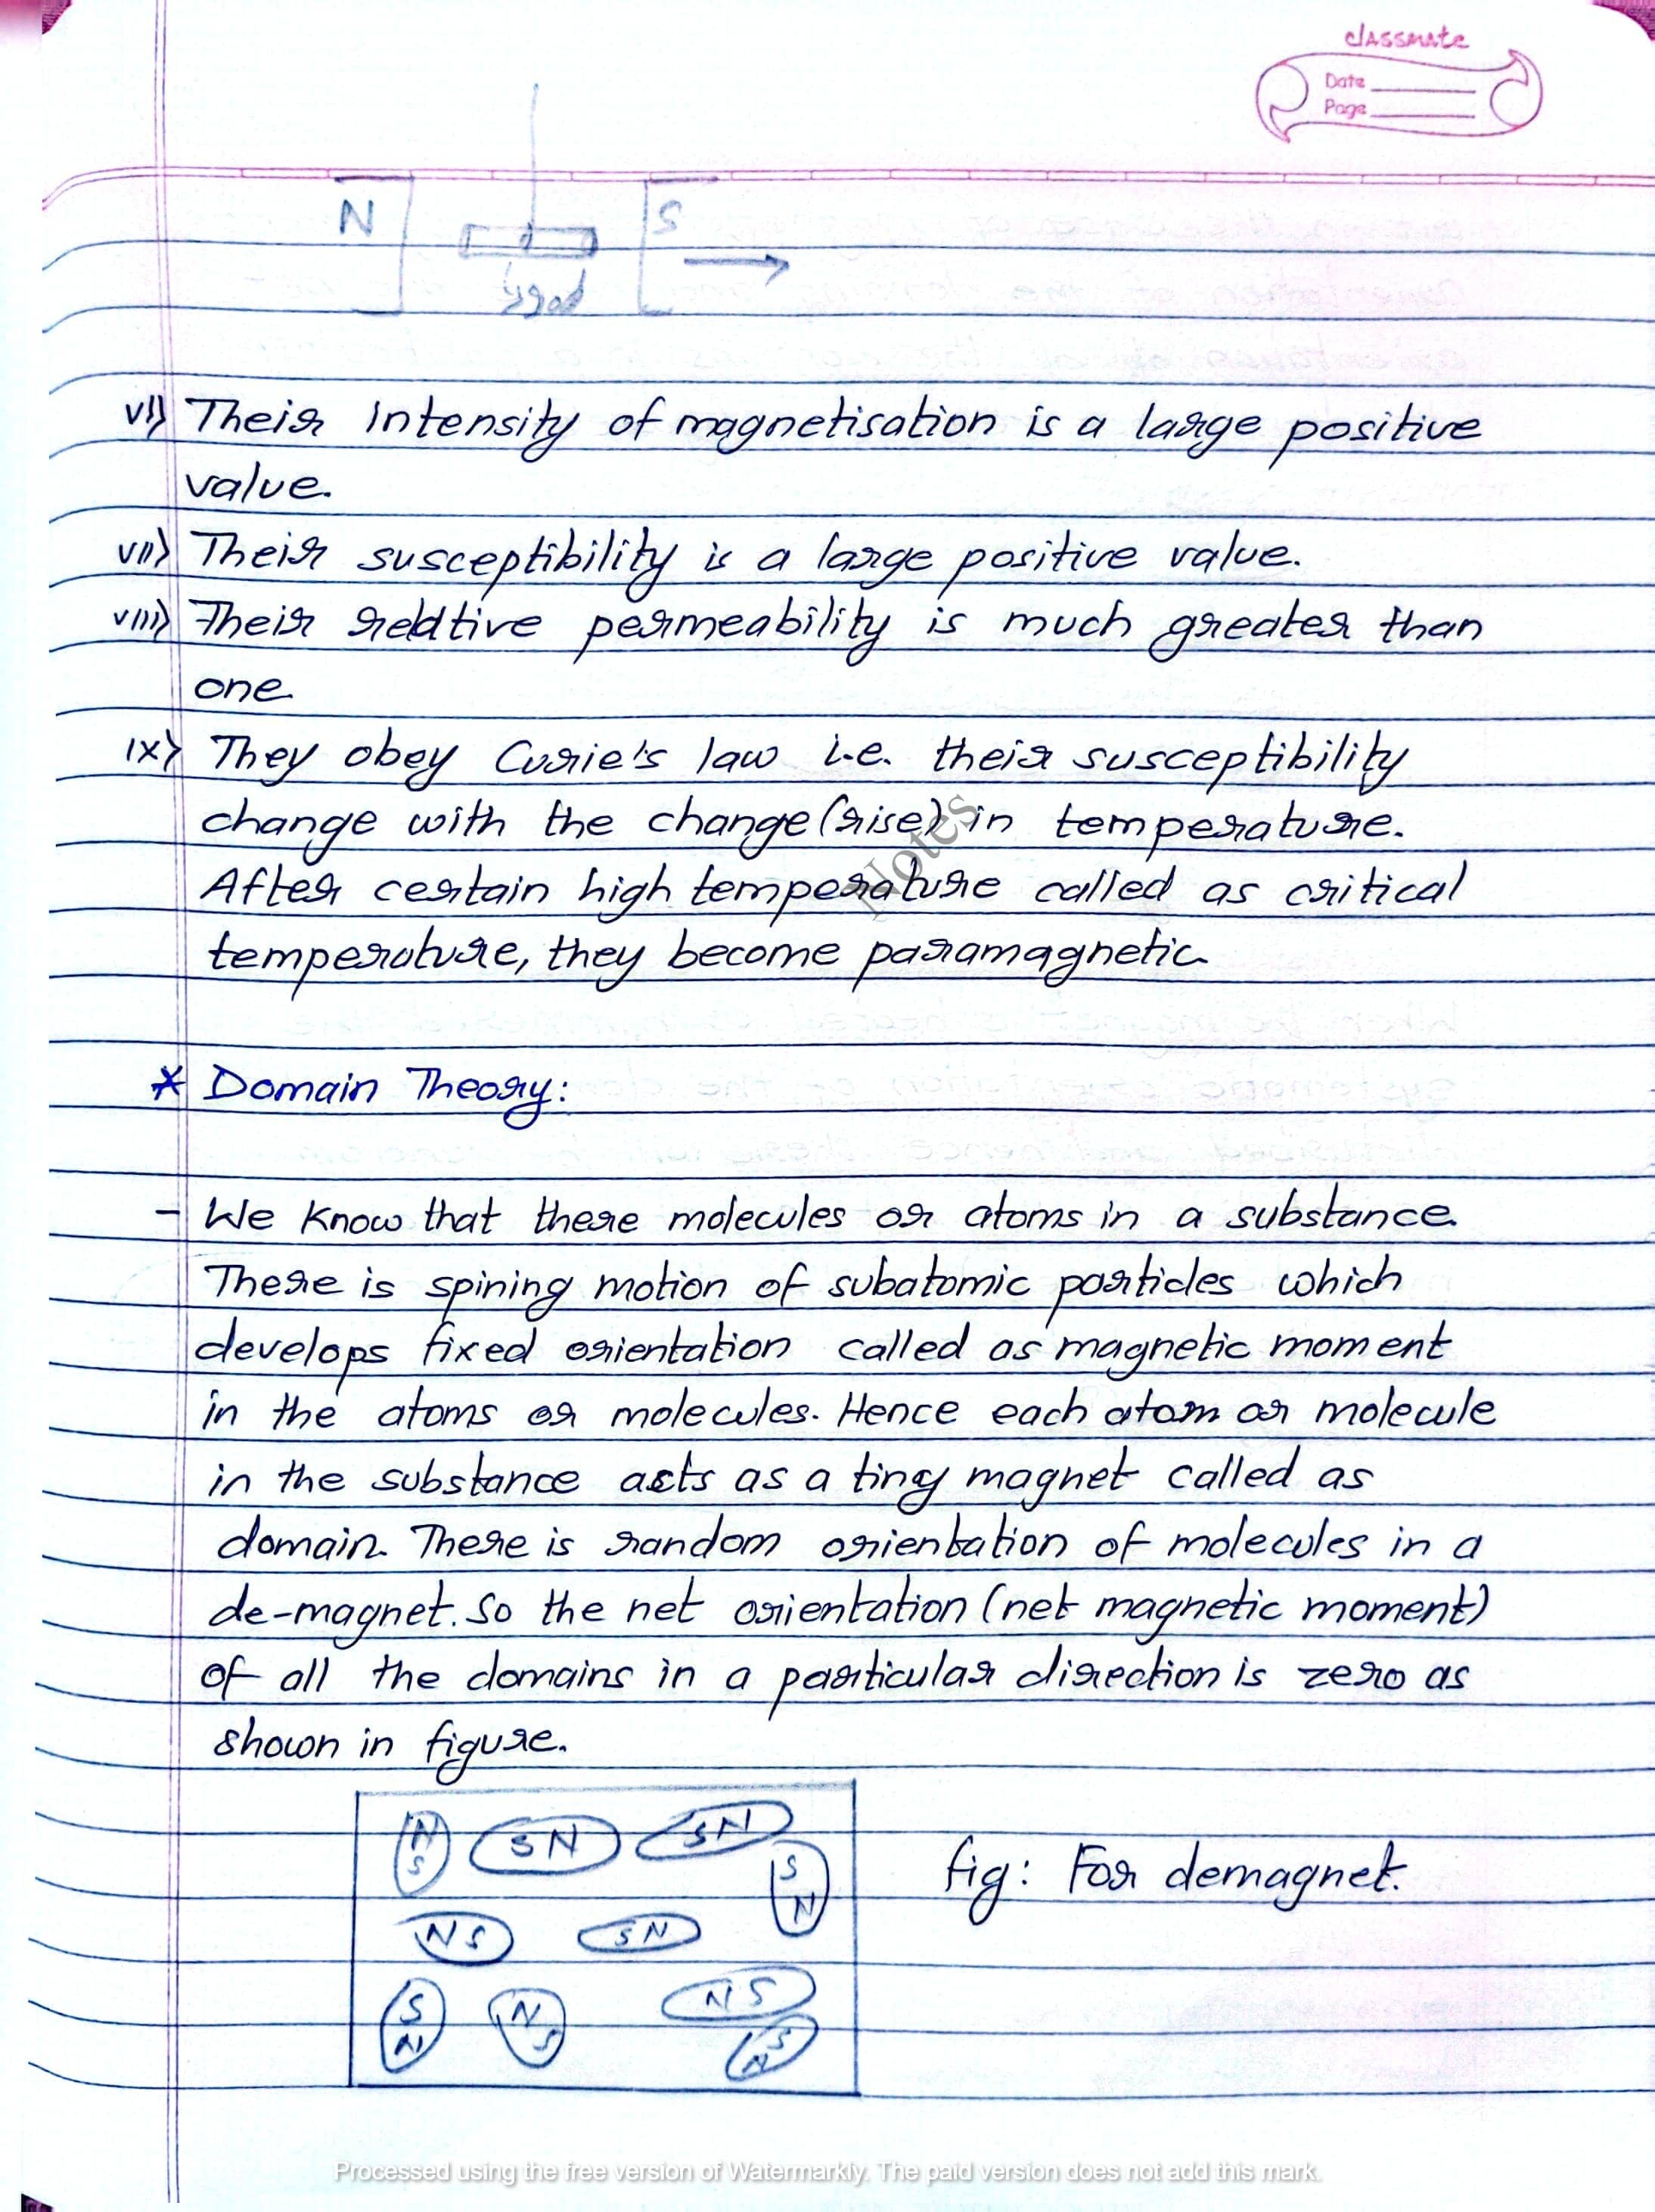 classmate
Date
Page
N S
vi) Their intensity of magnetisation is a large positive
value.
vii) Their susceptibility is a large positive value.
viii) Their relative permeability is much greater than
one.
ix) They obey Curie's law i.e. their susceptibility
change with the change (rise) in temperature.
After certain high temperature called as critical
temperature, they become paramagnetic.
Notes
* Domain Theory:
- We know that there molecules or atoms in a substance.
There is spining motion of subatomic particles which
develops fixed orientation called as magnetic moment
in the atoms or molecules. Hence each atom or molecule
in the substance acts as a tiny magnet called as
domain. There is random orientation of molecules in a
de-magnet. So the net orientation (net magnetic moment)
of all the domains in a particular direction is zero as
shown in figure.
N S S N S N
S N
fig: For demagnet.
N S S N
S N N S N S
N S
Processed using the free version of Watermarkly. The paid version does not add this mark.